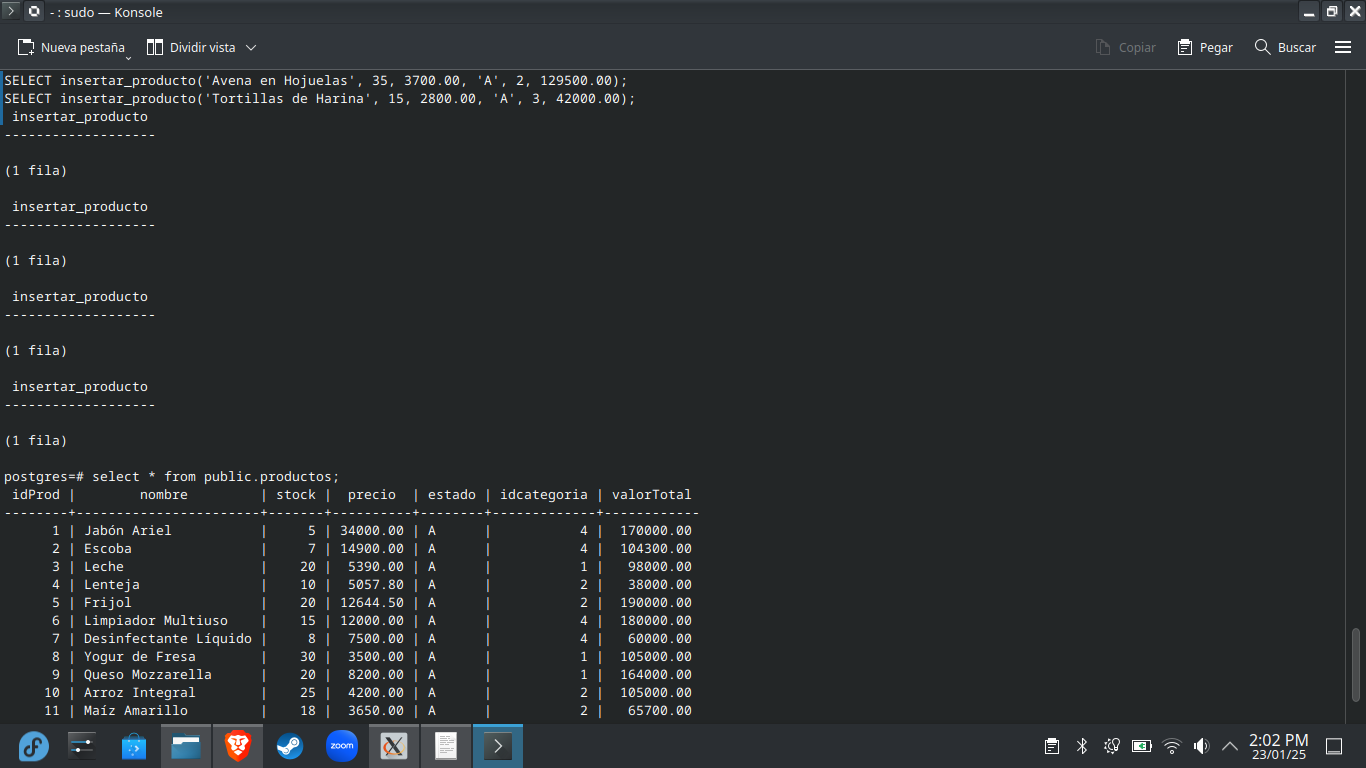 - : sudo — Konsole
Nueva pestaña
Dividir vista
Copiar
Pegar
Buscar
SELECT insertar_producto('Avena en Hojuelas', 35, 3700.00, 'A', 2, 129500.00);
SELECT insertar_producto('Tortillas de Harina', 15, 2800.00, 'A', 3, 42000.00);
 insertar_producto
-------------------
(1 fila)
 insertar_producto
-------------------
(1 fila)
 insertar_producto
-------------------
(1 fila)
 insertar_producto
-------------------
(1 fila)
postgres=# select * from public.productos;
 idProd |        nombre         | stock |  precio  | estado | idcategoria | valorTotal
--------+-----------------------+-------+----------+--------+-------------+------------
      1 | Jabón Ariel           |     5 | 34000.00 | A      |           4 |  170000.00
      2 | Escoba                |     7 | 14900.00 | A      |           4 |  104300.00
      3 | Leche                 |    20 |  5390.00 | A      |           1 |   98000.00
      4 | Lenteja               |    10 |  5057.80 | A      |           2 |   38000.00
      5 | Frijol                |    20 | 12644.50 | A      |           2 |  190000.00
      6 | Limpiador Multiuso    |    15 | 12000.00 | A      |           4 |  180000.00
      7 | Desinfectante Líquido |     8 |  7500.00 | A      |           4 |   60000.00
      8 | Yogur de Fresa        |    30 |  3500.00 | A      |           1 |  105000.00
      9 | Queso Mozzarella      |    20 |  8200.00 | A      |           1 |  164000.00
     10 | Arroz Integral        |    25 |  4200.00 | A      |           2 |  105000.00
     11 | Maíz Amarillo         |    18 |  3650.00 | A      |           2 |   65700.00
zoom
2:02 PM
23/01/25